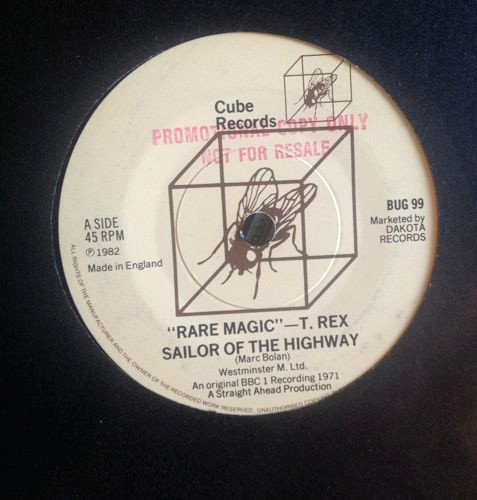 Cube
Records
PROMOTIONAL COPY ONLY
NOT FOR RESALE
A SIDE
45 RPM
℗ 1982
Made in England
BUG 99
Marketed by
DAKOTA
RECORDS
"RARE MAGIC"—T. REX
SAILOR OF THE HIGHWAY
(Marc Bolan)
Westminster M. Ltd.
An original BBC 1 Recording 1971
A Straight Ahead Production
ALL RIGHTS OF THE MANUFACTURER AND THE OWNER OF THE RECORDED WORK RESERVED. UNAUTHORISED